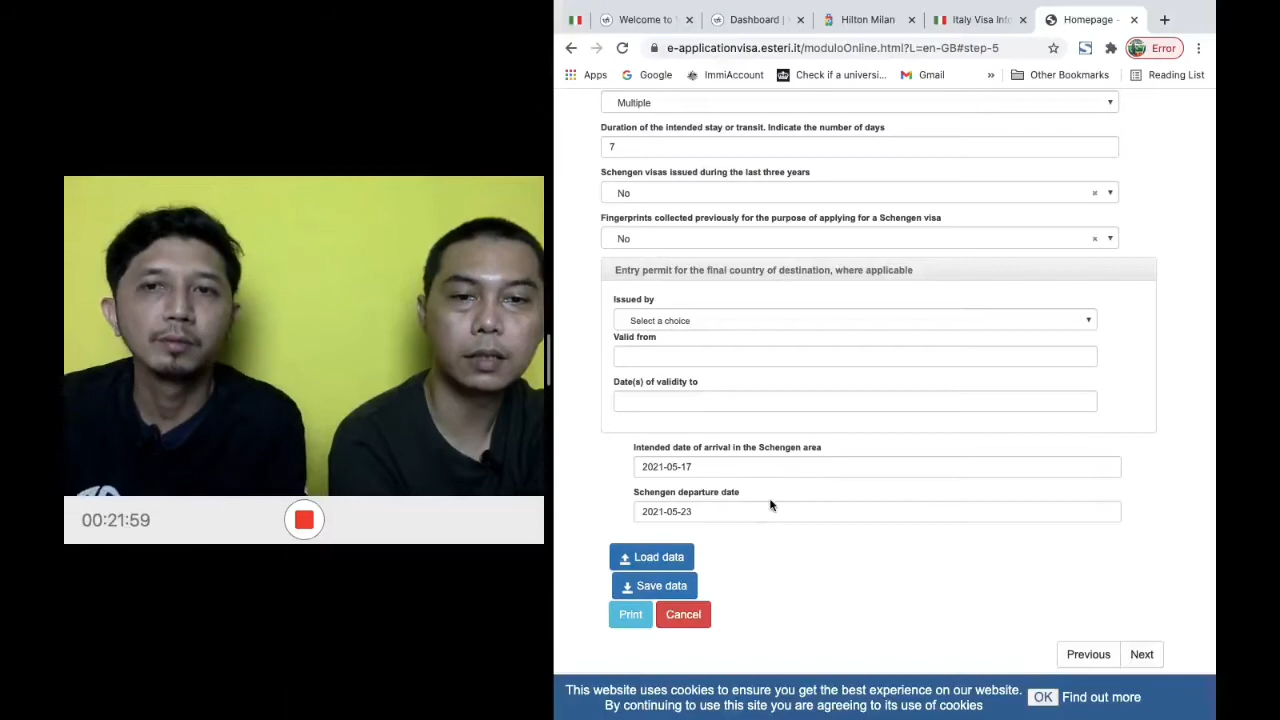 Welcome to
Dashboard |
Hilton Milan
Italy Visa Info
Homepage -
e-applicationvisa.esteri.it/moduloOnline.html?L=en-GB#step-5
Error
Apps
Google
ImmiAccount
Check if a universi...
Gmail
»
Other Bookmarks
Reading List
Multiple
Duration of the intended stay or transit. Indicate the number of days
7
Schengen visas issued during the last three years
No
Fingerprints collected previously for the purpose of applying for a Schengen visa
No
Entry permit for the final country of destination, where applicable
Issued by
Select a choice
Valid from
Date(s) of validity to
Intended date of arrival in the Schengen area
2021-05-17
Schengen departure date
2021-05-23
Load data
Save data
Print Cancel
Previous Next
This website uses cookies to ensure you get the best experience on our website.
By continuing to use this site you are agreeing to its use of cookies
OK Find out more
00:21:59